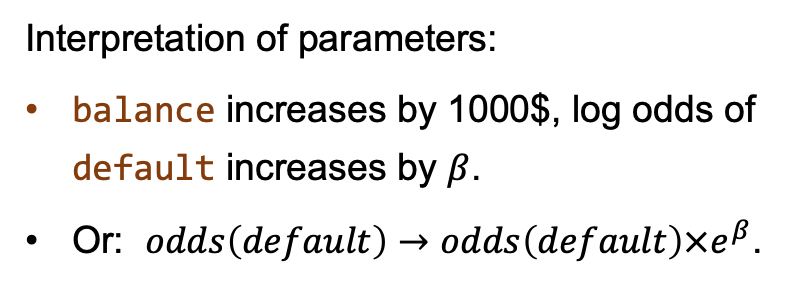 Interpretation of parameters:
• balance increases by 1000$, log odds of
default increases by β.
• Or: odds(default) → odds(default)×e^β.